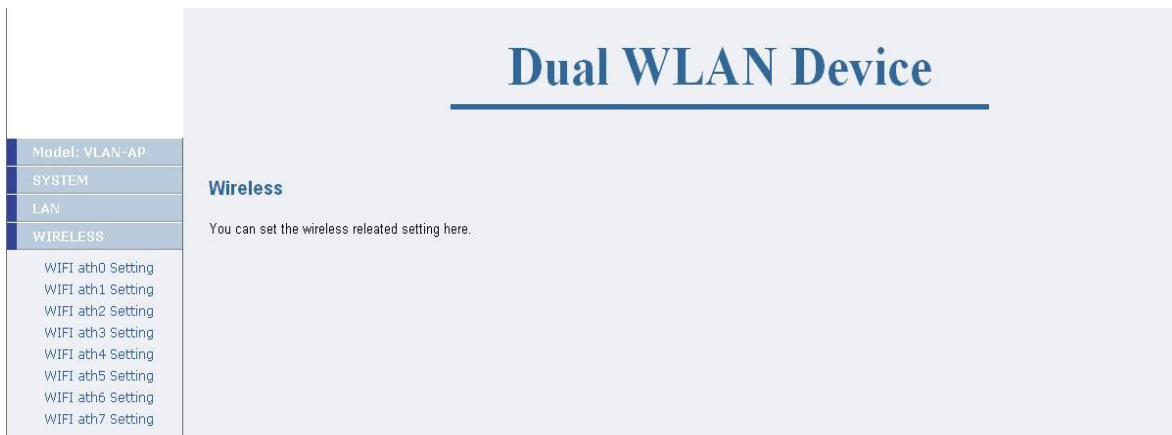 Dual WLAN Device
Model: VLAN-AP
SYSTEM
LAN
WIRELESS
WIFI ath0 Setting
WIFI ath1 Setting
WIFI ath2 Setting
WIFI ath3 Setting
WIFI ath4 Setting
WIFI ath5 Setting
WIFI ath6 Setting
WIFI ath7 Setting
Wireless
You can set the wireless releated setting here.